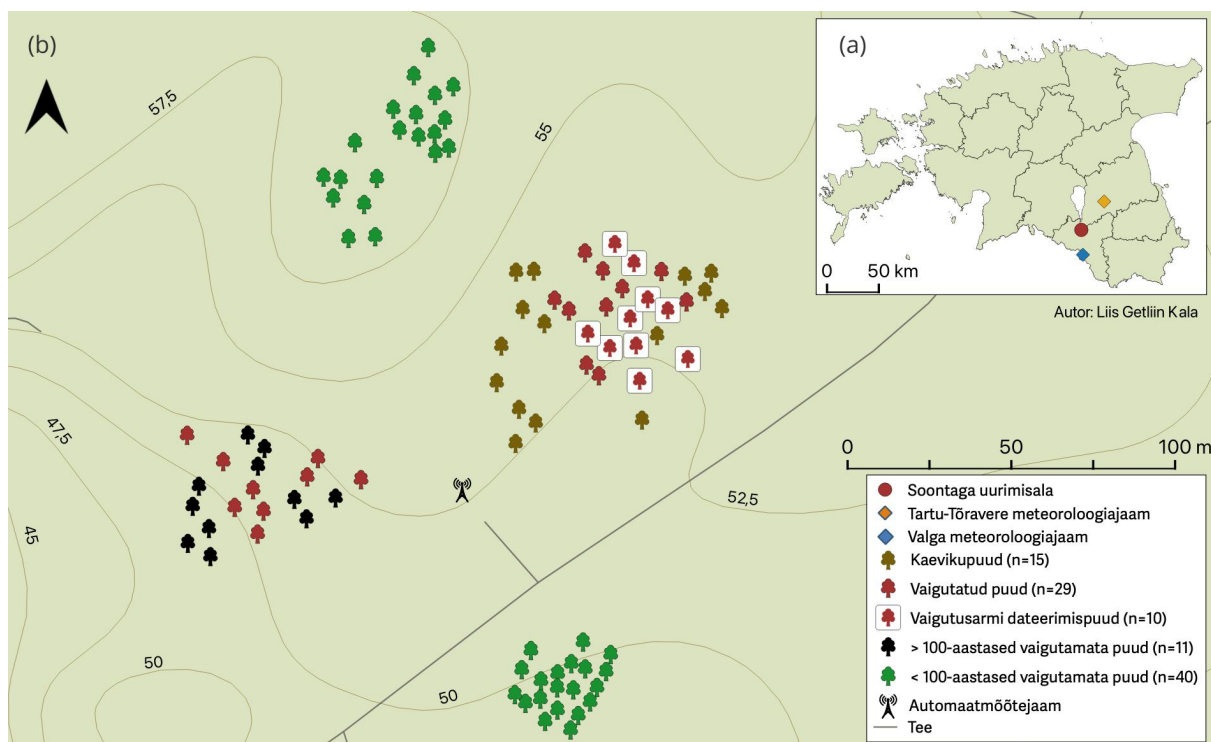 (b)
57,5
55
47,5
45
50
50
52,5
(a)
0 50 km
Autor: Liis Getliin Kala
0 50 100 m
Soontaga uurimisala
Tartu-Tõravere meteoroloogiajaam
Valga meteoroloogiajaam
Kaevikupuud (n=15)
Vaigutatud puud (n=29)
Vaigutusarmi dateerimispuud (n=10)
> 100-aastased vaigutamata puud (n=11)
< 100-aastased vaigutamata puud (n=40)
Automaatmõõtejaam
Tee